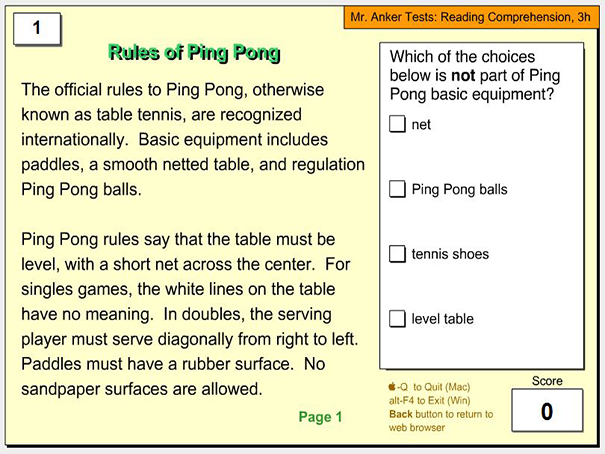 1
Mr. Anker Tests: Reading Comprehension, 3h
Rules of Ping Pong
The official rules to Ping Pong, otherwise
known as table tennis, are recognized
internationally. Basic equipment includes
paddles, a smooth netted table, and regulation
Ping Pong balls.
Ping Pong rules say that the table must be
level, with a short net across the center. For
singles games, the white lines on the table
have no meaning. In doubles, the serving
player must serve diagonally from right to left.
Paddles must have a rubber surface. No
sandpaper surfaces are allowed.
Page 1
Which of the choices
below is not part of Ping
Pong basic equipment?
net
Ping Pong balls
tennis shoes
level table
-Q to Quit (Mac)
alt-F4 to Exit (Win)
Back button to return to
web browser
Score
0